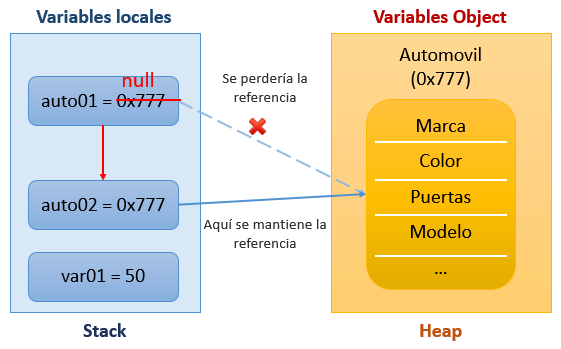 Variables locales
Variables Object
null
auto01 = 0x777
auto02 = 0x777
var01 = 50
Stack
Se perdería la
referencia
Aquí se mantiene la
referencia
Automovil
(0x777)
Marca
Color
Puertas
Modelo
...
Heap